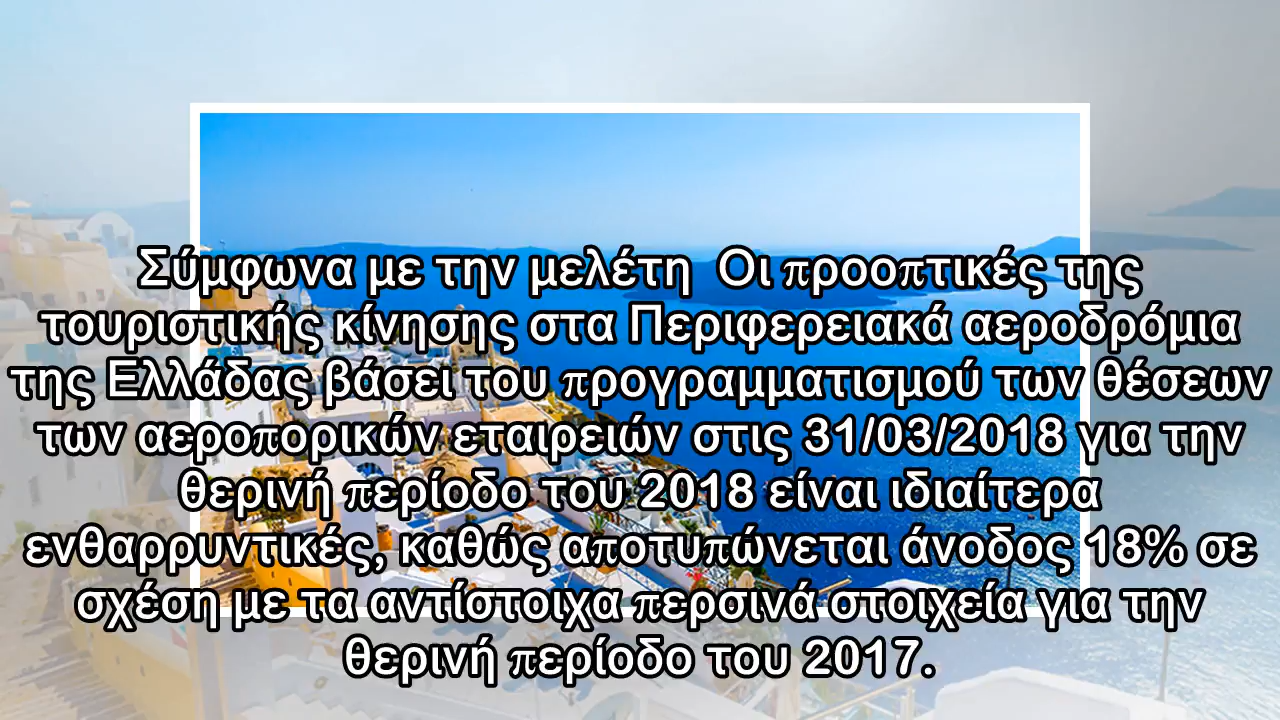 Σύμφωνα με την μελέτη  Οι προοπτικές της
τουριστικής κίνησης στα Περιφερειακά αεροδρόμια
της Ελλάδας βάσει του προγραμματισμού των θέσεων
των αεροπορικών εταιρειών στις 31/03/2018 για την
θερινή περίοδο του 2018 είναι ιδιαίτερα
ενθαρρυντικές, καθώς αποτυπώνεται άνοδος 18% σε
σχέση με τα αντίστοιχα περσινά στοιχεία για την
θερινή περίοδο του 2017.